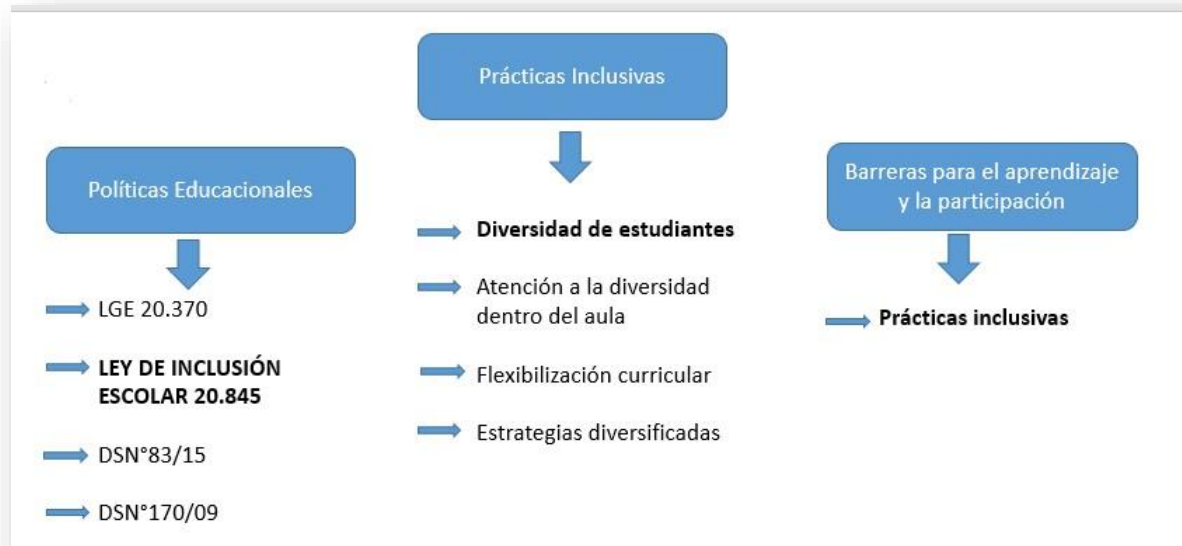 Prácticas Inclusivas
Políticas Educacionales
Barreras para el aprendizaje
y la participación
LGE 20.370
LEY DE INCLUSIÓN
ESCOLAR 20.845
DSN°83/15
DSN°170/09
Diversidad de estudiantes
Atención a la diversidad
dentro del aula
Flexibilización curricular
Estrategias diversificadas
Prácticas inclusivas